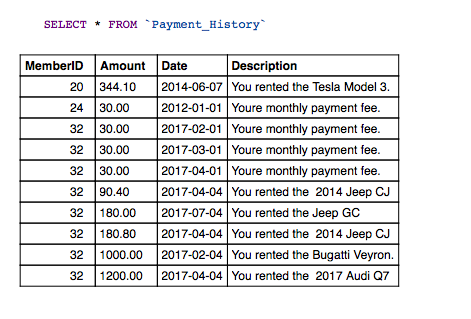 SELECT * FROM `Payment_History`
MemberID Amount Date Description
20 344.10 2014-06-07 You rented the Tesla Model 3.
24 30.00 2012-01-01 Youre monthly payment fee.
32 30.00 2017-02-01 Youre monthly payment fee.
32 30.00 2017-03-01 Youre monthly payment fee.
32 30.00 2017-04-01 Youre monthly payment fee.
32 90.40 2017-04-04 You rented the  2014 Jeep CJ
32 180.00 2017-07-04 You rented the Jeep GC
32 180.80 2017-04-04 You rented the  2014 Jeep CJ
32 1000.00 2017-02-04 You rented the Bugatti Veyron.
32 1200.00 2017-04-04 You rented the  2017 Audi Q7